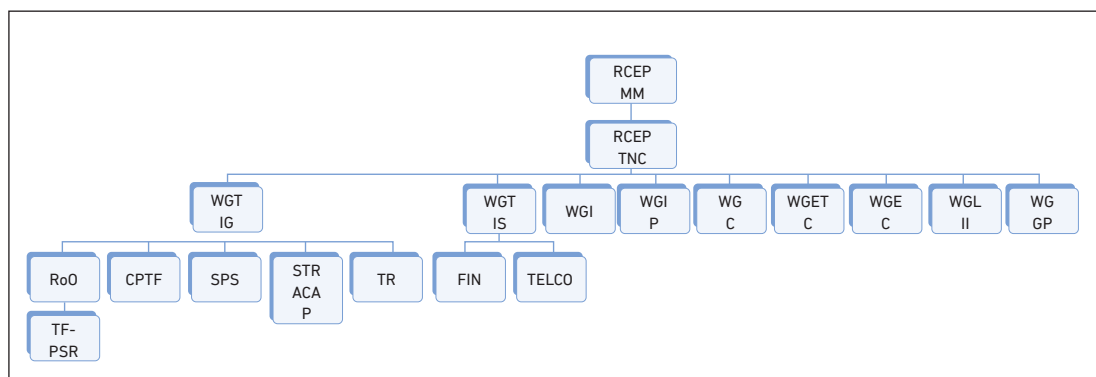 RCEP
MM
RCEP
TNC
WGT
IG
WGT
IS
WGI
WGI
P
WG
C
WGET
C
WGE
C
WGL
II
WG
GP
RoO
CPTF
SPS
STR
ACA
P
TR
FIN
TELCO
TF-
PSR